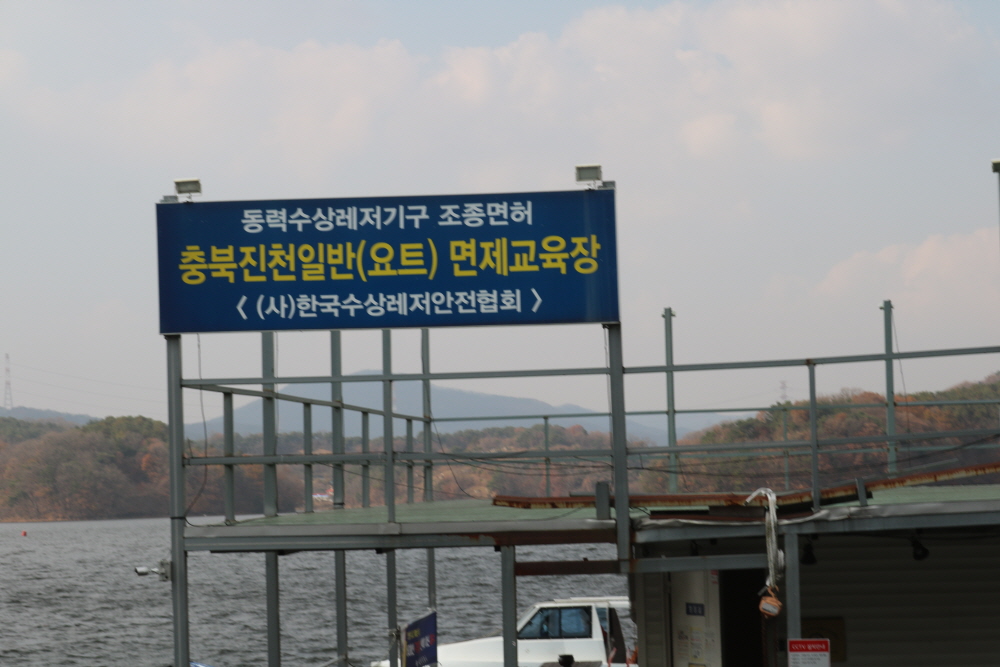 동력수상레저기구 조종면허
충북진천일반(요트) 면제교육장
〈 (사)한국수상레저안전협회 〉